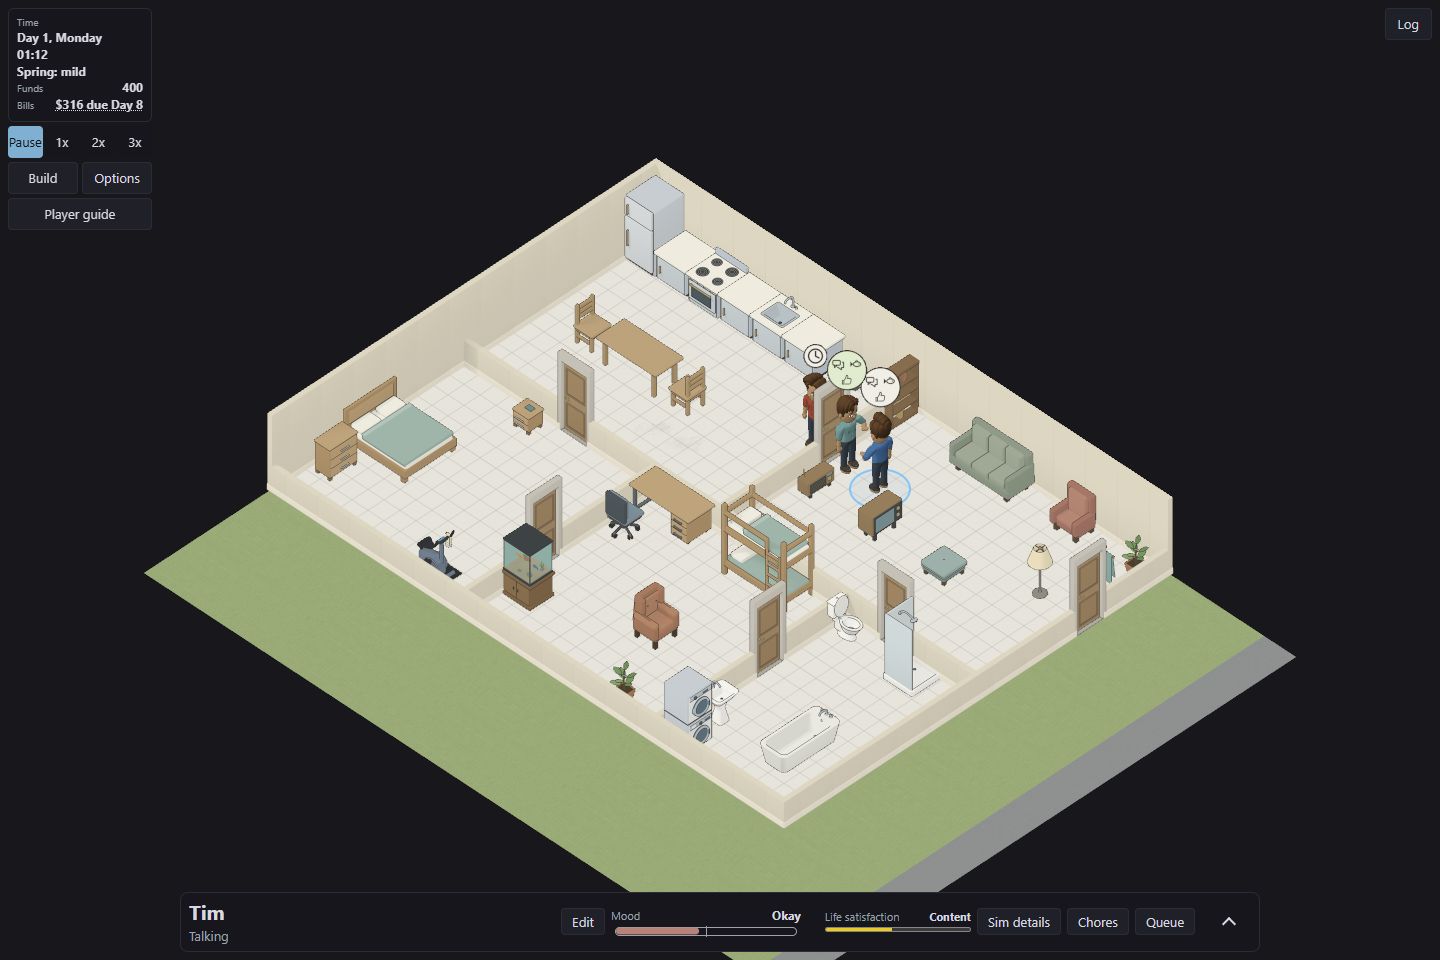 Time
Day 1, Monday
01:12
Spring: mild
Funds 400
Bills $316 due Day 8
Pause 1x 2x 3x
Build Options
Player guide
Log
Tim
Talking
Edit
Mood Okay
Life satisfaction Content
Sim details
Chores
Queue